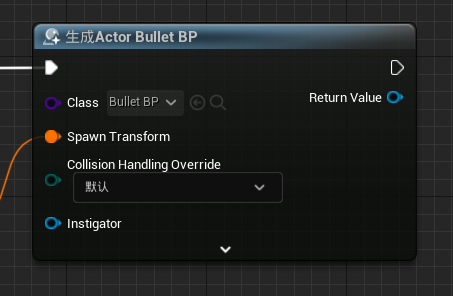 生成Actor Bullet BP
Class Bullet BP
Return Value
Spawn Transform
Collision Handling Override
默认
Instigator